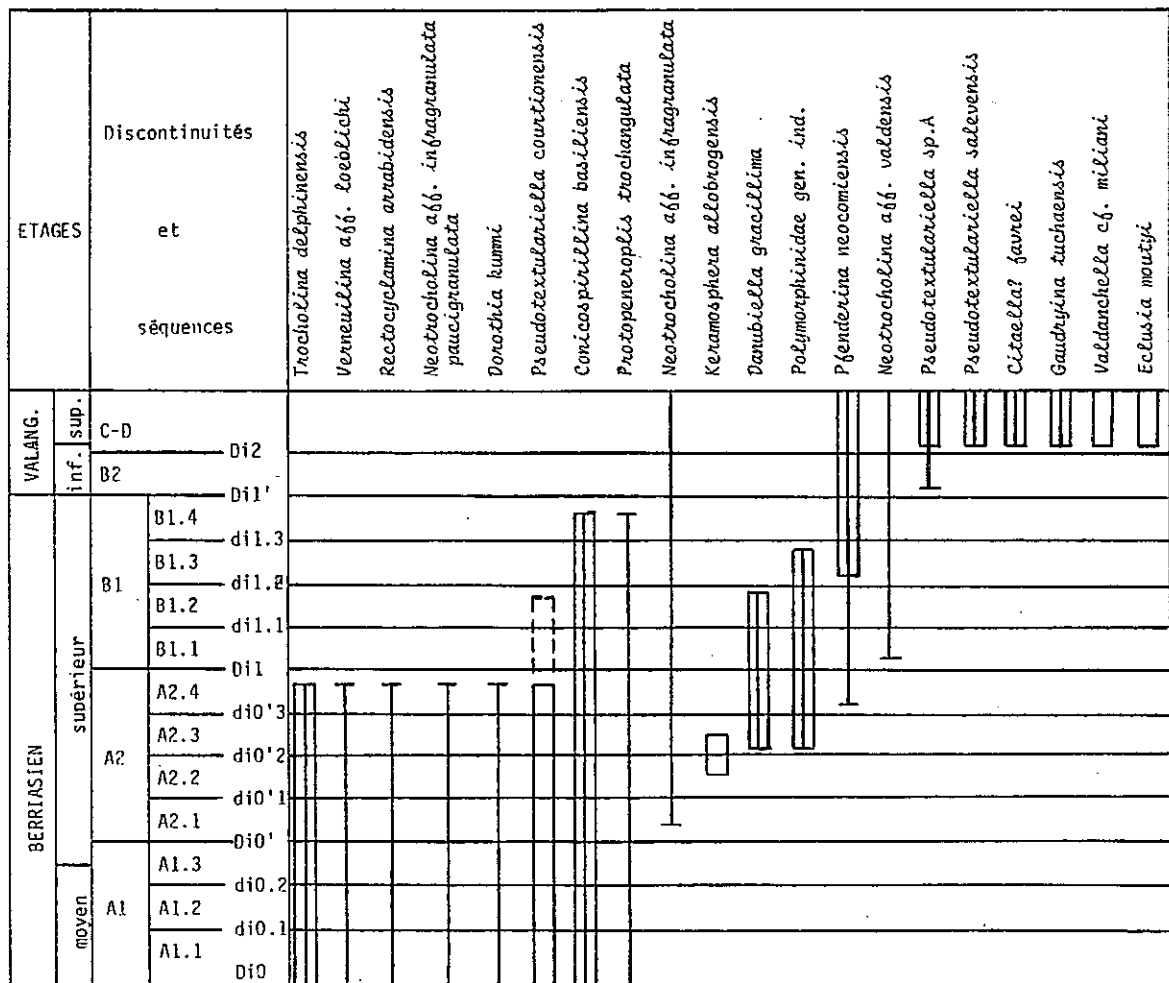 ETAGES
Discontinuités
et
séquences
Trocholina delphinensis
Verneuilina aff. loeblichi
Rectocyclamina arrabidensis
Neotrocholina aff. infragranulata
paucigranulata
Dorothia kummi
Pseudotextulariella courtionensis
Conicospirillina basiliensis
Protopeneroplis trochangulata
Neotrocholina aff. infragranulata
Keramosphera allobrogensis
Danubiella gracillima
Polymorphinidae gen. ind.
Pfenderina neocomiensis
Neotrocholina aff. valdensis
Pseudotextulariella sp.A
Pseudotextulariella salevensis
Citaella? favrei
Gaudryina tuchaensis
Valdanchella cf. miliani
Eclusia moutyi
VALANG.
sup.
C-D
Di2
inf.
B2
Di1'
BERRIASIEN
supérieur
B1
B1.4
di1.3
B1.3
di1.2
B1.2
di1.1
B1.1
Di1
A2
A2.4
di0'3
A2.3
di0'2
A2.2
di0'1
A2.1
Di0'
moyen
A1
A1.3
di0.2
A1.2
di0.1
A1.1
Di0